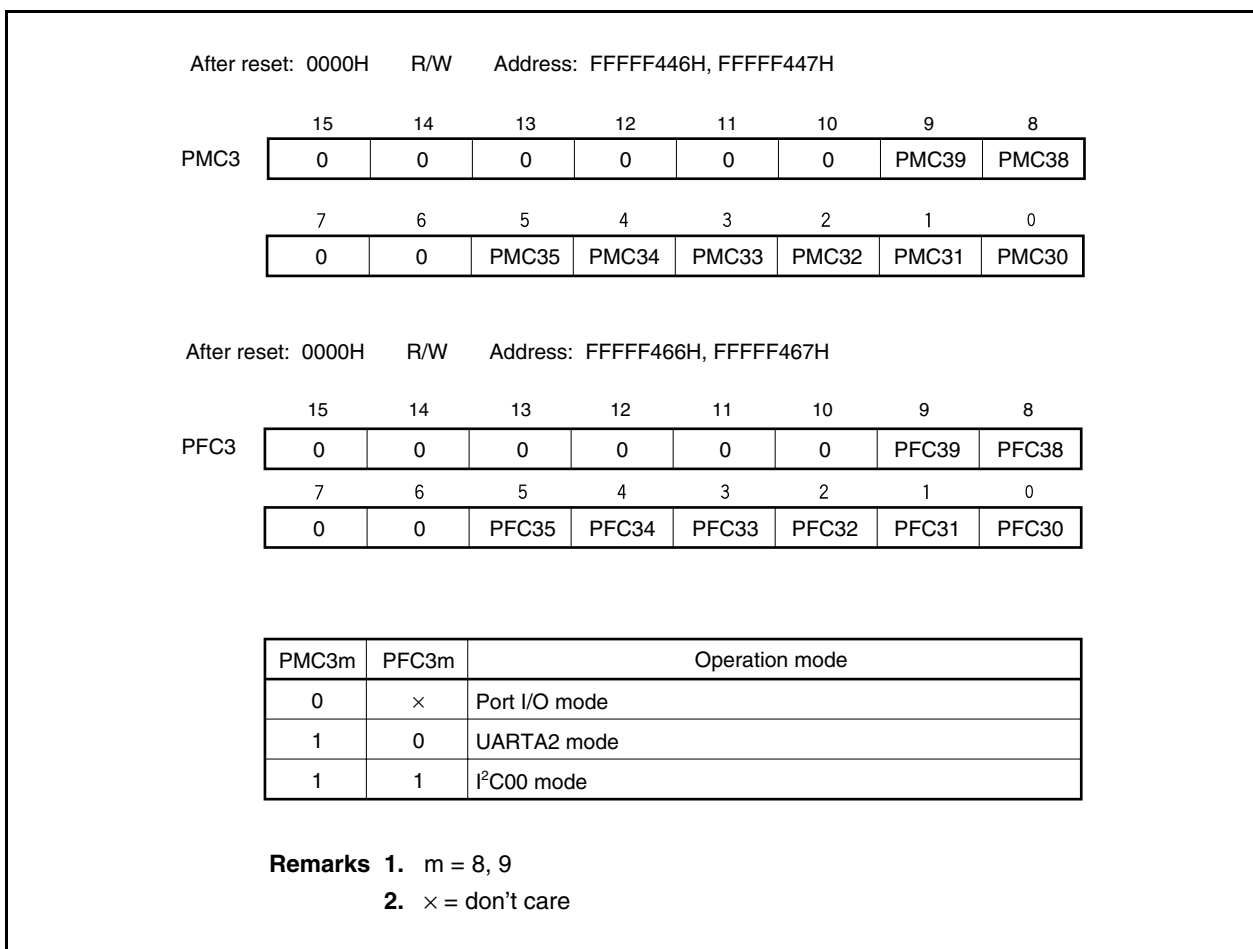 After reset: 0000H R/W Address: FFFFF446H, FFFFF447H
15 14 13 12 11 10 9 8
PMC3 0 0 0 0 0 0 PMC39 PMC38
7 6 5 4 3 2 1 0
0 0 PMC35 PMC34 PMC33 PMC32 PMC31 PMC30
After reset: 0000H R/W Address: FFFFF466H, FFFFF467H
15 14 13 12 11 10 9 8
PFC3 0 0 0 0 0 0 PFC39 PFC38
7 6 5 4 3 2 1 0
0 0 PFC35 PFC34 PFC33 PFC32 PFC31 PFC30
PMC3m PFC3m Operation mode
0 × Port I/O mode
1 0 UARTA2 mode
1 1 I²C00 mode
Remarks 1. m = 8, 9
2. × = don't care